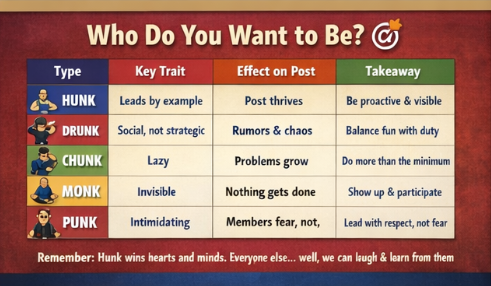 Who Do You Want to Be? @
Type Key Trait Effect on Post Takeaway
HUNK Leads by example Post thrives Be proactive & visible
DRUNK Social, not strategic Rumors & chaos Balance fun with duty
CHUNK Lazy Problems grow Do more than the minimum
MONK Invisible Nothing gets done Show up & participate
PUNK Intimidating Members fear, not, Lead with respect, not fear
Remember: Hunk wins hearts and minds. Everyone else... well, we can laugh & learn from them